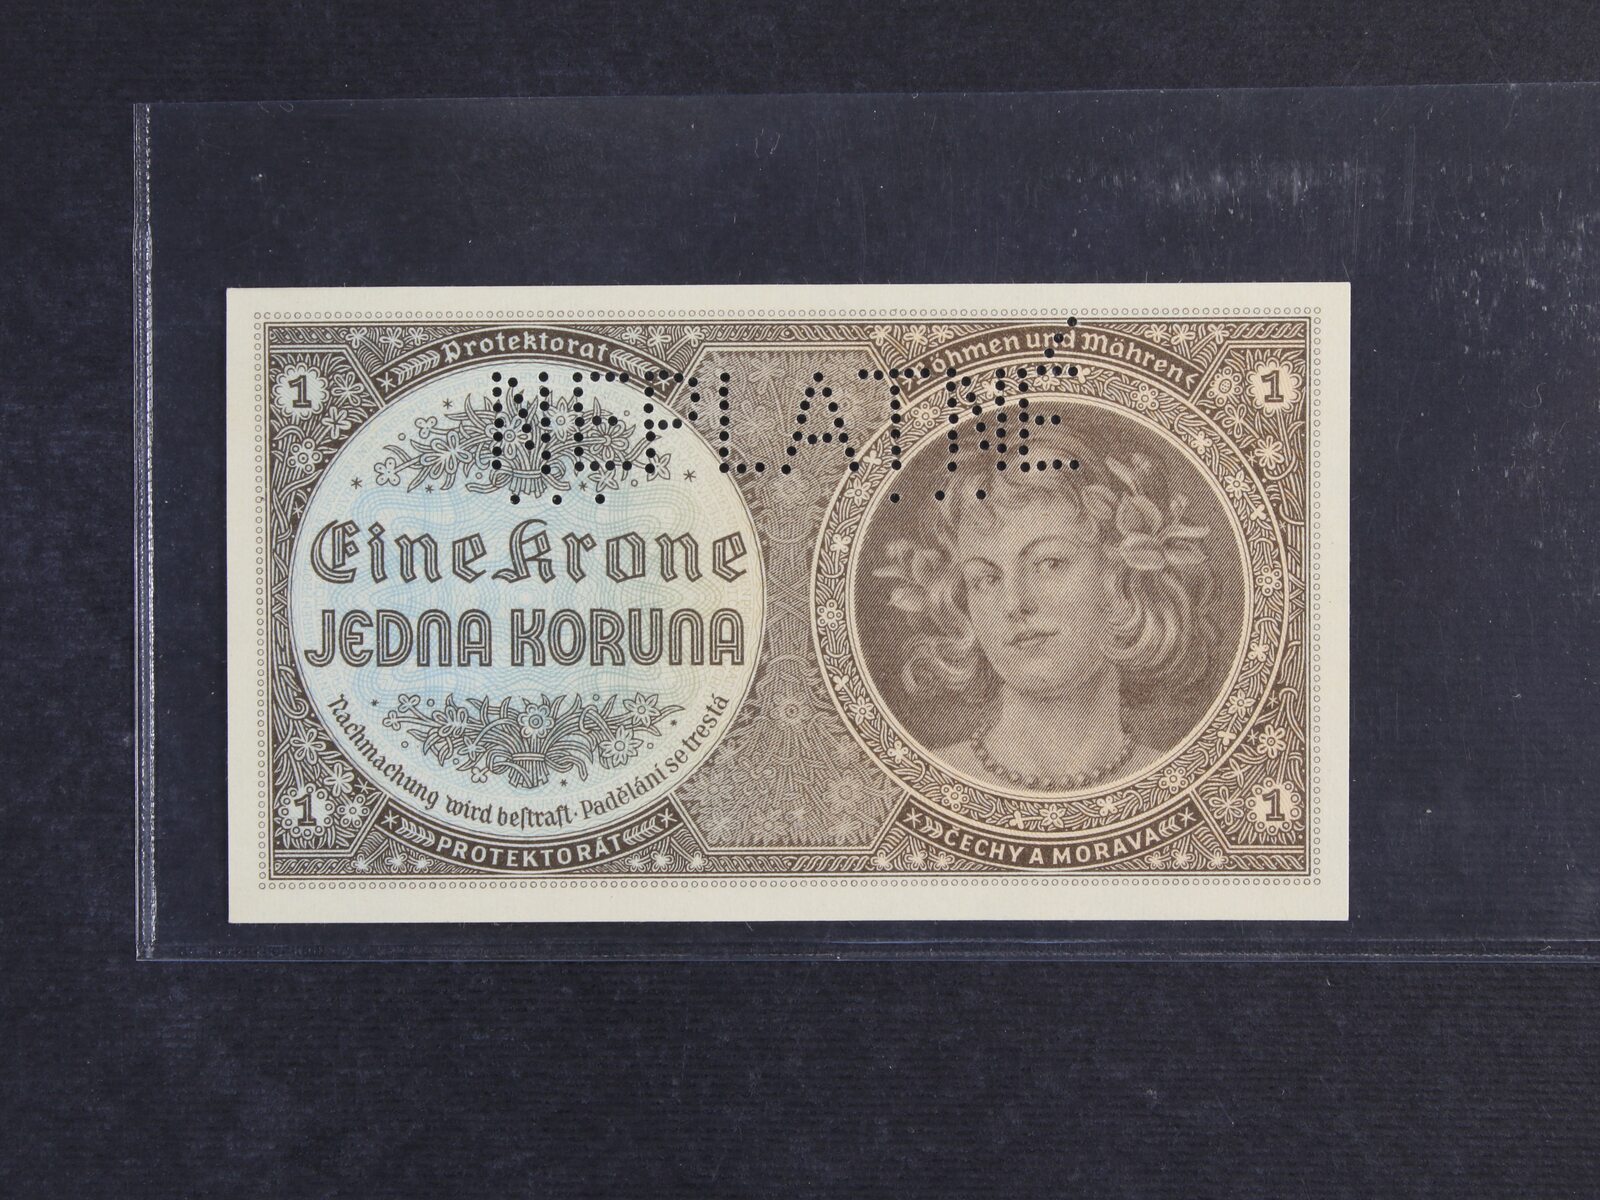 Protektorat
Böhmen und Mähren
1
1
NEPLATNÉ
Eine Krone
JEDNA KORUNA
Nachmachung wird beſtraft · Padělání se trestá
1
1
PROTEKTORÁT
ČECHY A MORAVA